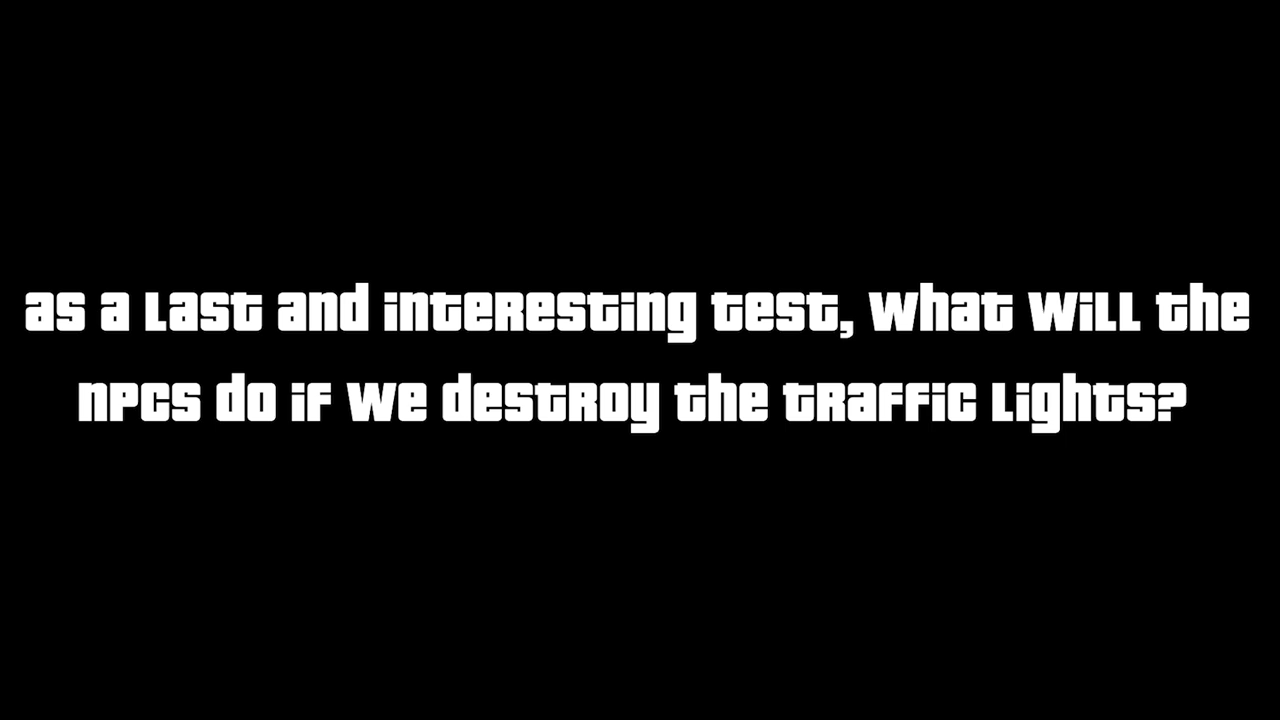 as a last and interesting test, what will the
npcs do if we destroy the traffic lights?